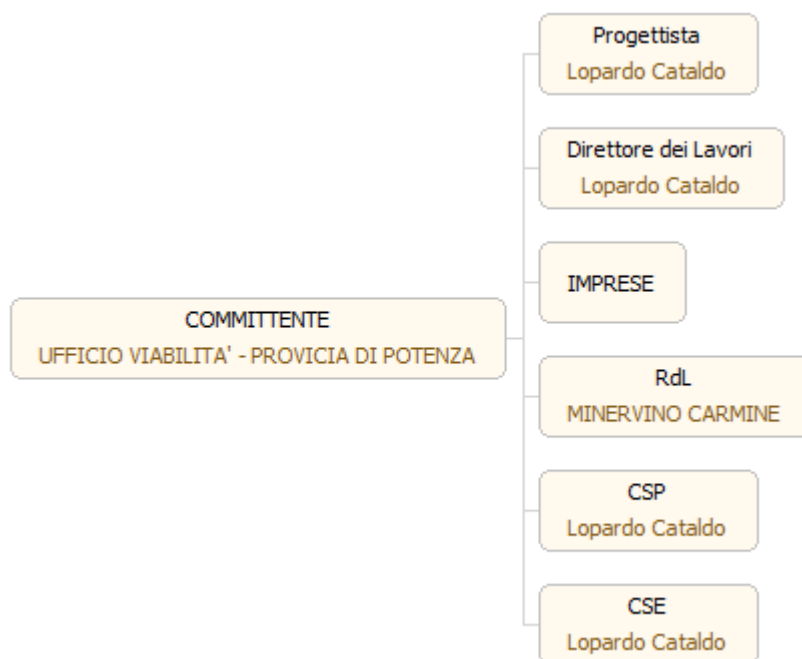 Progettista
Lopardo Cataldo
Direttore dei Lavori
Lopardo Cataldo
IMPRESE
COMMITTENTE
UFFICIO VIABILITA' - PROVICIA DI POTENZA
RdL
MINERVINO CARMINE
CSP
Lopardo Cataldo
CSE
Lopardo Cataldo